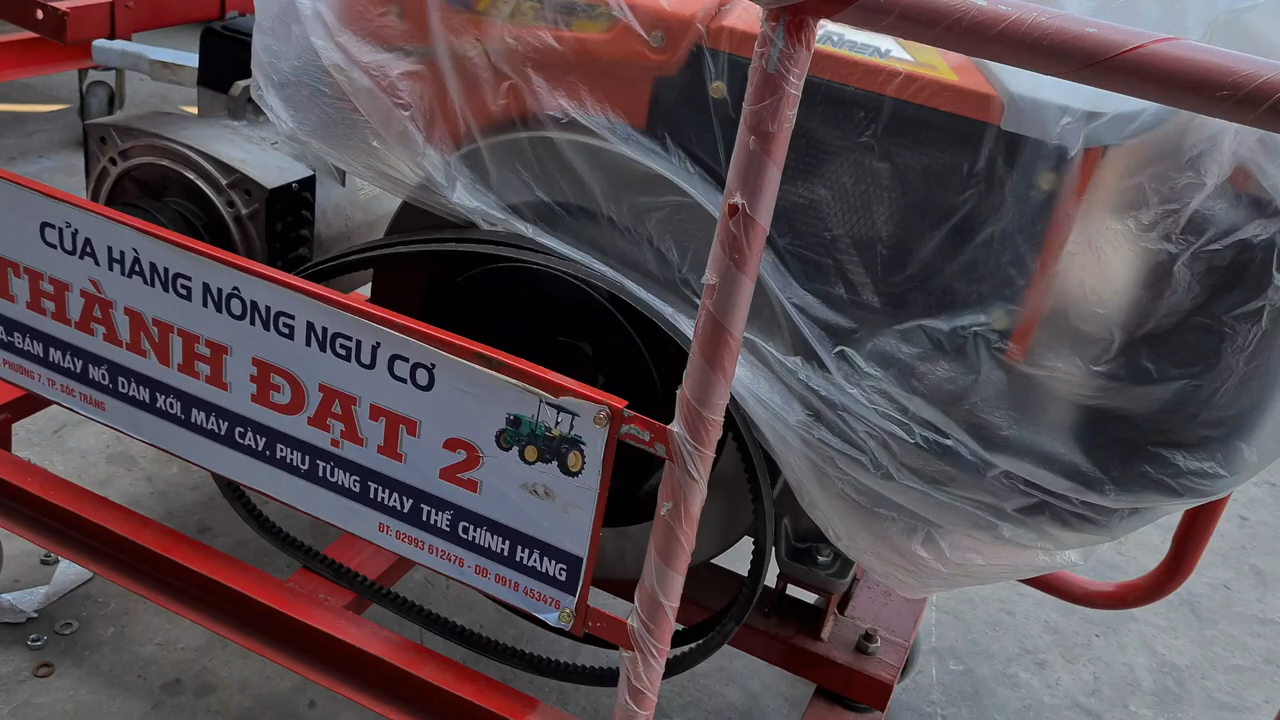 CỬA HÀNG NÔNG NGƯ CƠ
THÀNH ĐẠT 2
A-BÁN MÁY NỔ, DÀN XỚI, MÁY CÀY, PHỤ TÙNG THAY THẾ CHÍNH HÃNG
PHƯỜNG 7, TP. SÓC TRĂNG
ĐT: 02993 612476 - DĐ: 0918 453476